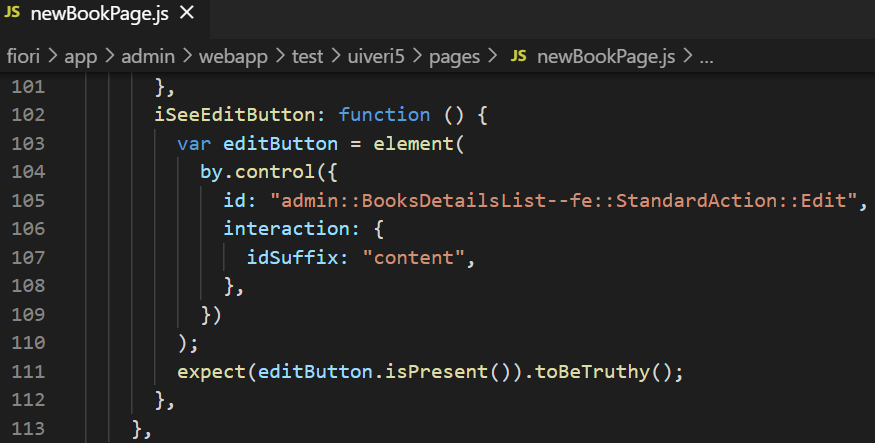 JS newBookPage.js ×
fiori > app > admin > webapp > test > uiveri5 > pages > JS newBookPage.js > ...
101 },
102 iSeeEditButton: function () {
103 var editButton = element(
104 by.control({
105 id: "admin::BooksDetailsList--fe::StandardAction::Edit",
106 interaction: {
107 idSuffix: "content",
108 },
109 })
110 );
111 expect(editButton.isPresent()).toBeTruthy();
112 },
113 },